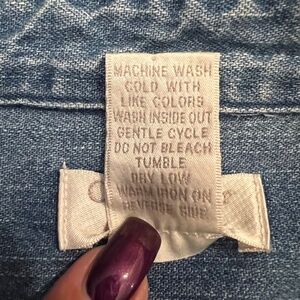 MACHINE WASH
COLD WITH
LIKE COLORS
WASH INSIDE OUT
GENTLE CYCLE
DO NOT BLEACH
TUMBLE
DRY LOW
WARM IRON ON
REVERSE SIDE